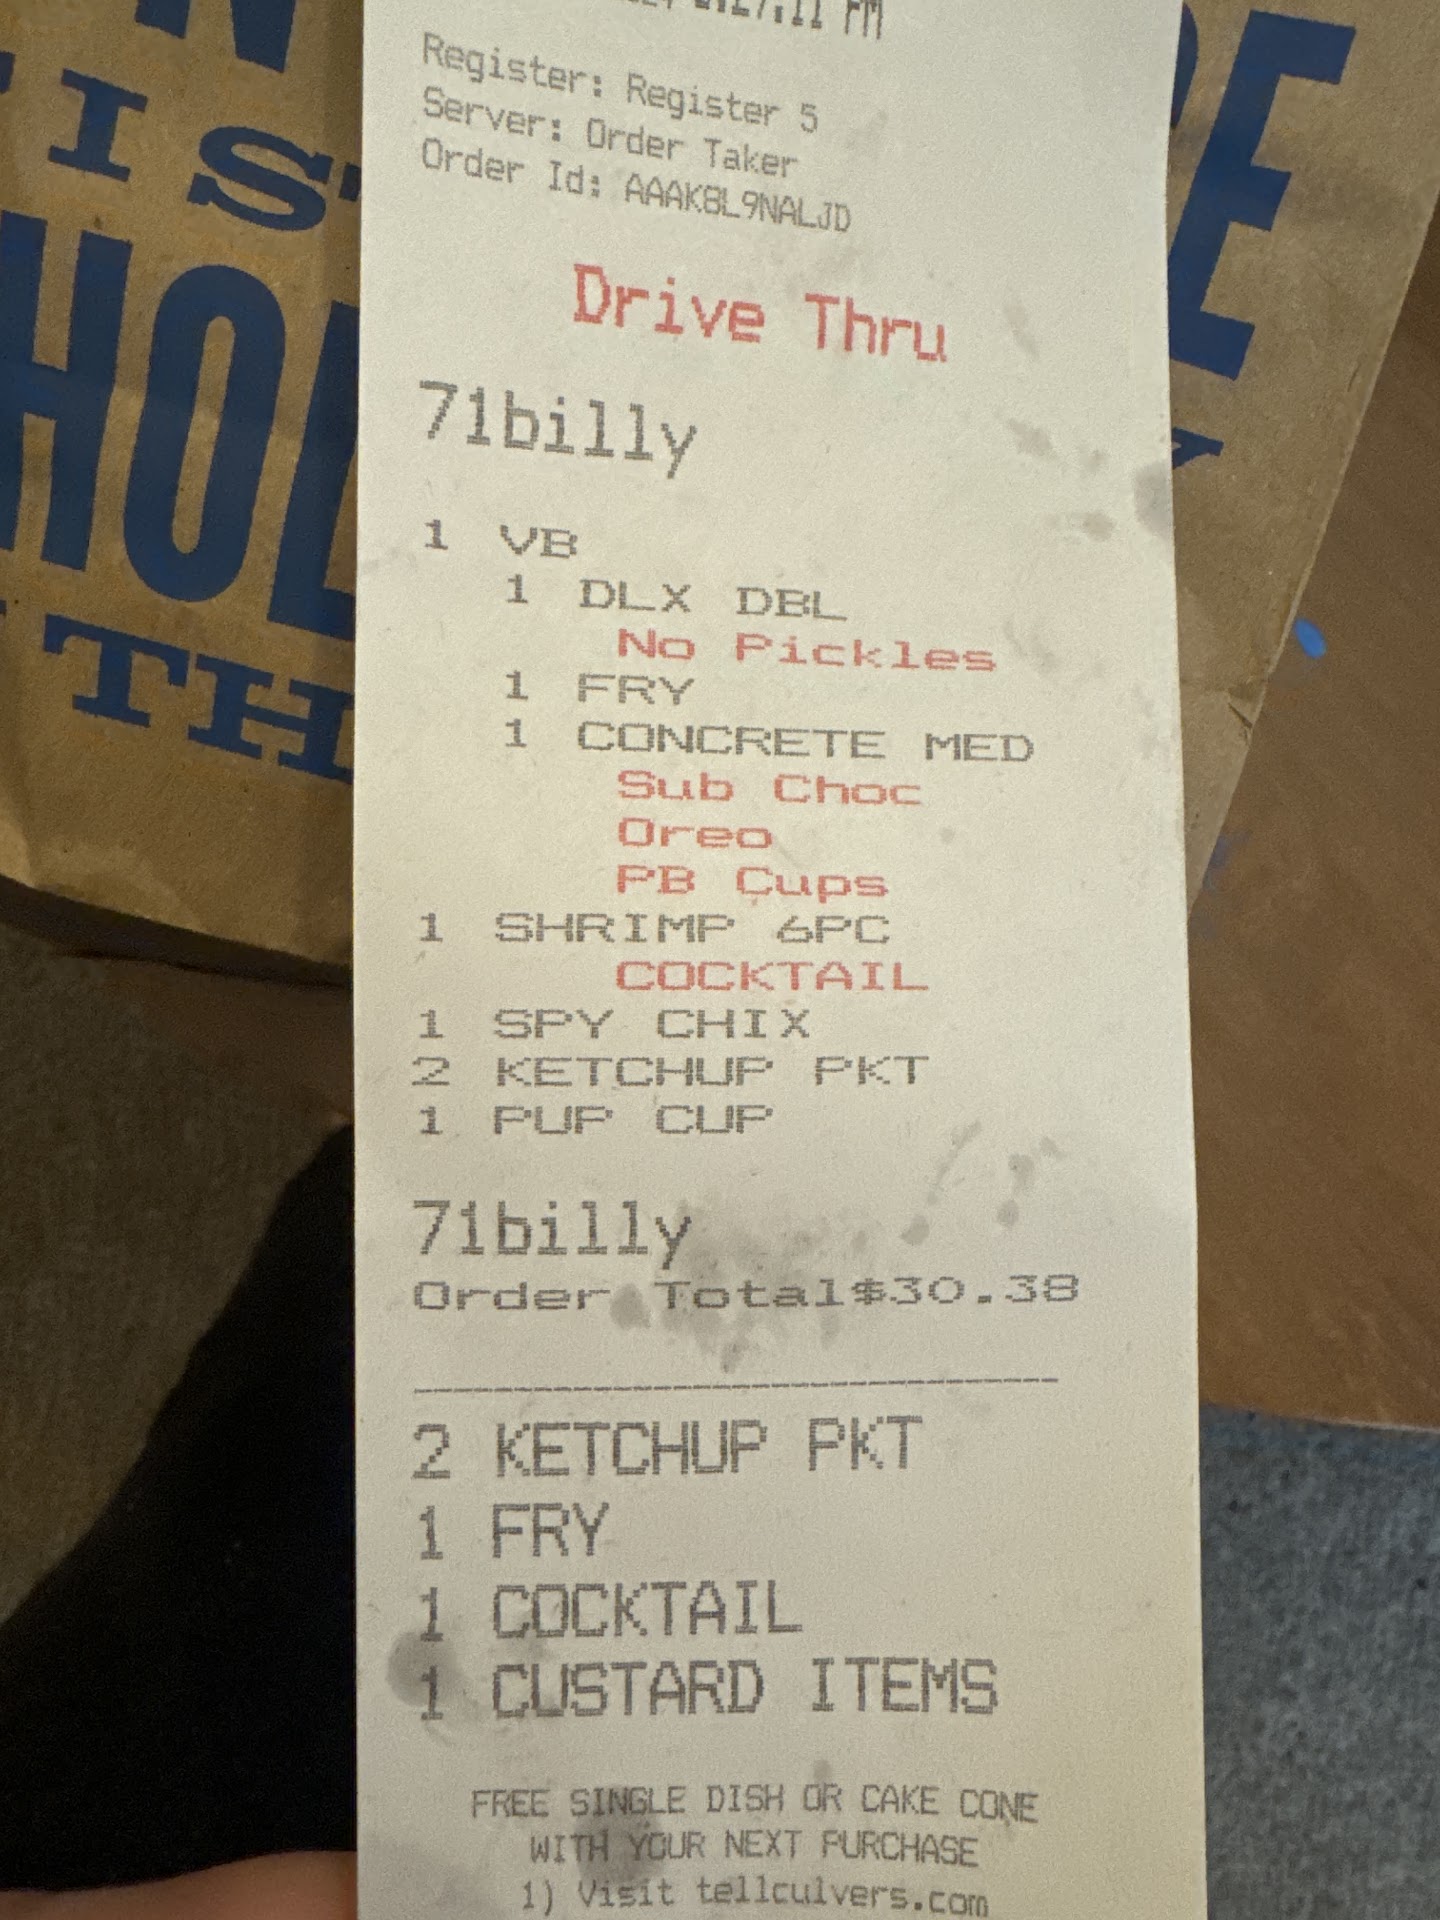 :27:11 PM
Register: Register 5
Server: Order Taker
Order Id: AAAK8L9NALJD
Drive Thru
71billy
1 VB
1 DLX DBL
No Pickles
1 FRY
1 CONCRETE MED
Sub Choc
Oreo
PB Cups
1 SHRIMP 6PC
COCKTAIL
1 SPY CHIX
2 KETCHUP PKT
1 PUP CUP
71billy
Order Total$30.38
2 KETCHUP PKT
1 FRY
1 COCKTAIL
1 CUSTARD ITEMS
FREE SINGLE DISH OR CAKE CONE
WITH YOUR NEXT PURCHASE
1) Visit tellculvers.com